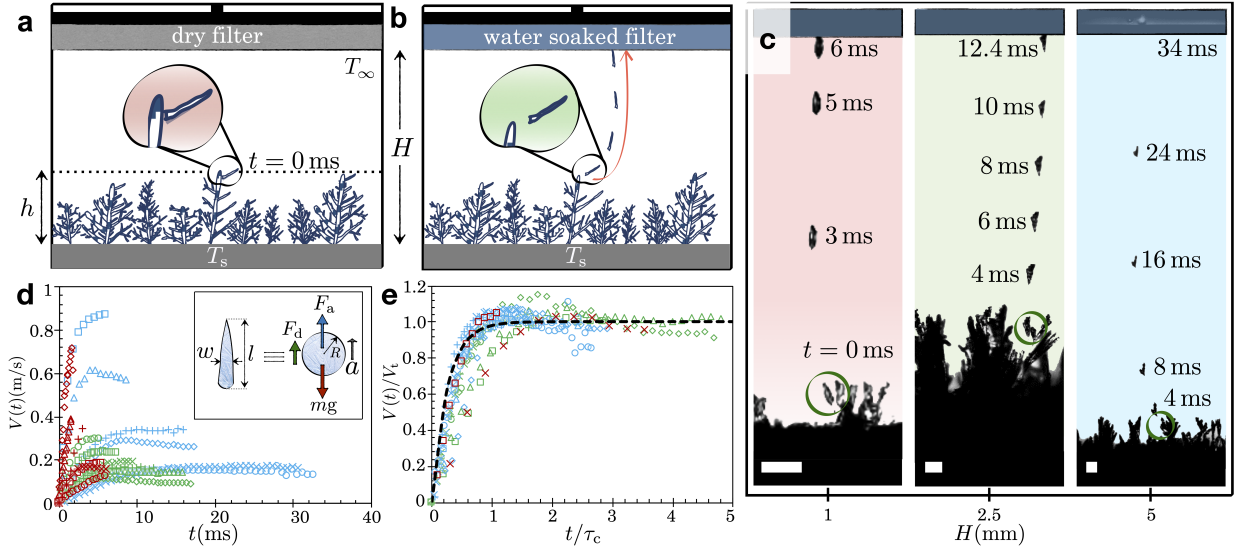 a
dry filter
T∞
t = 0 ms
h
Ts
H
b
water soaked filter
Ts
c
6 ms
5 ms
3 ms
t = 0 ms
12.4 ms
10 ms
8 ms
6 ms
4 ms
34 ms
24 ms
16 ms
8 ms
4 ms
1
2.5
5
H(mm)
d
V(t)(m/s)
1
0.8
0.6
0.4
0.2
0
0
10
20
30
40
t(ms)
w
l
Fd
Fa
R
a
mg
e
V(t)/Vt
1.2
1.0
0.8
0.6
0.4
0.2
0
0
1
2
3
4
5
t/τc